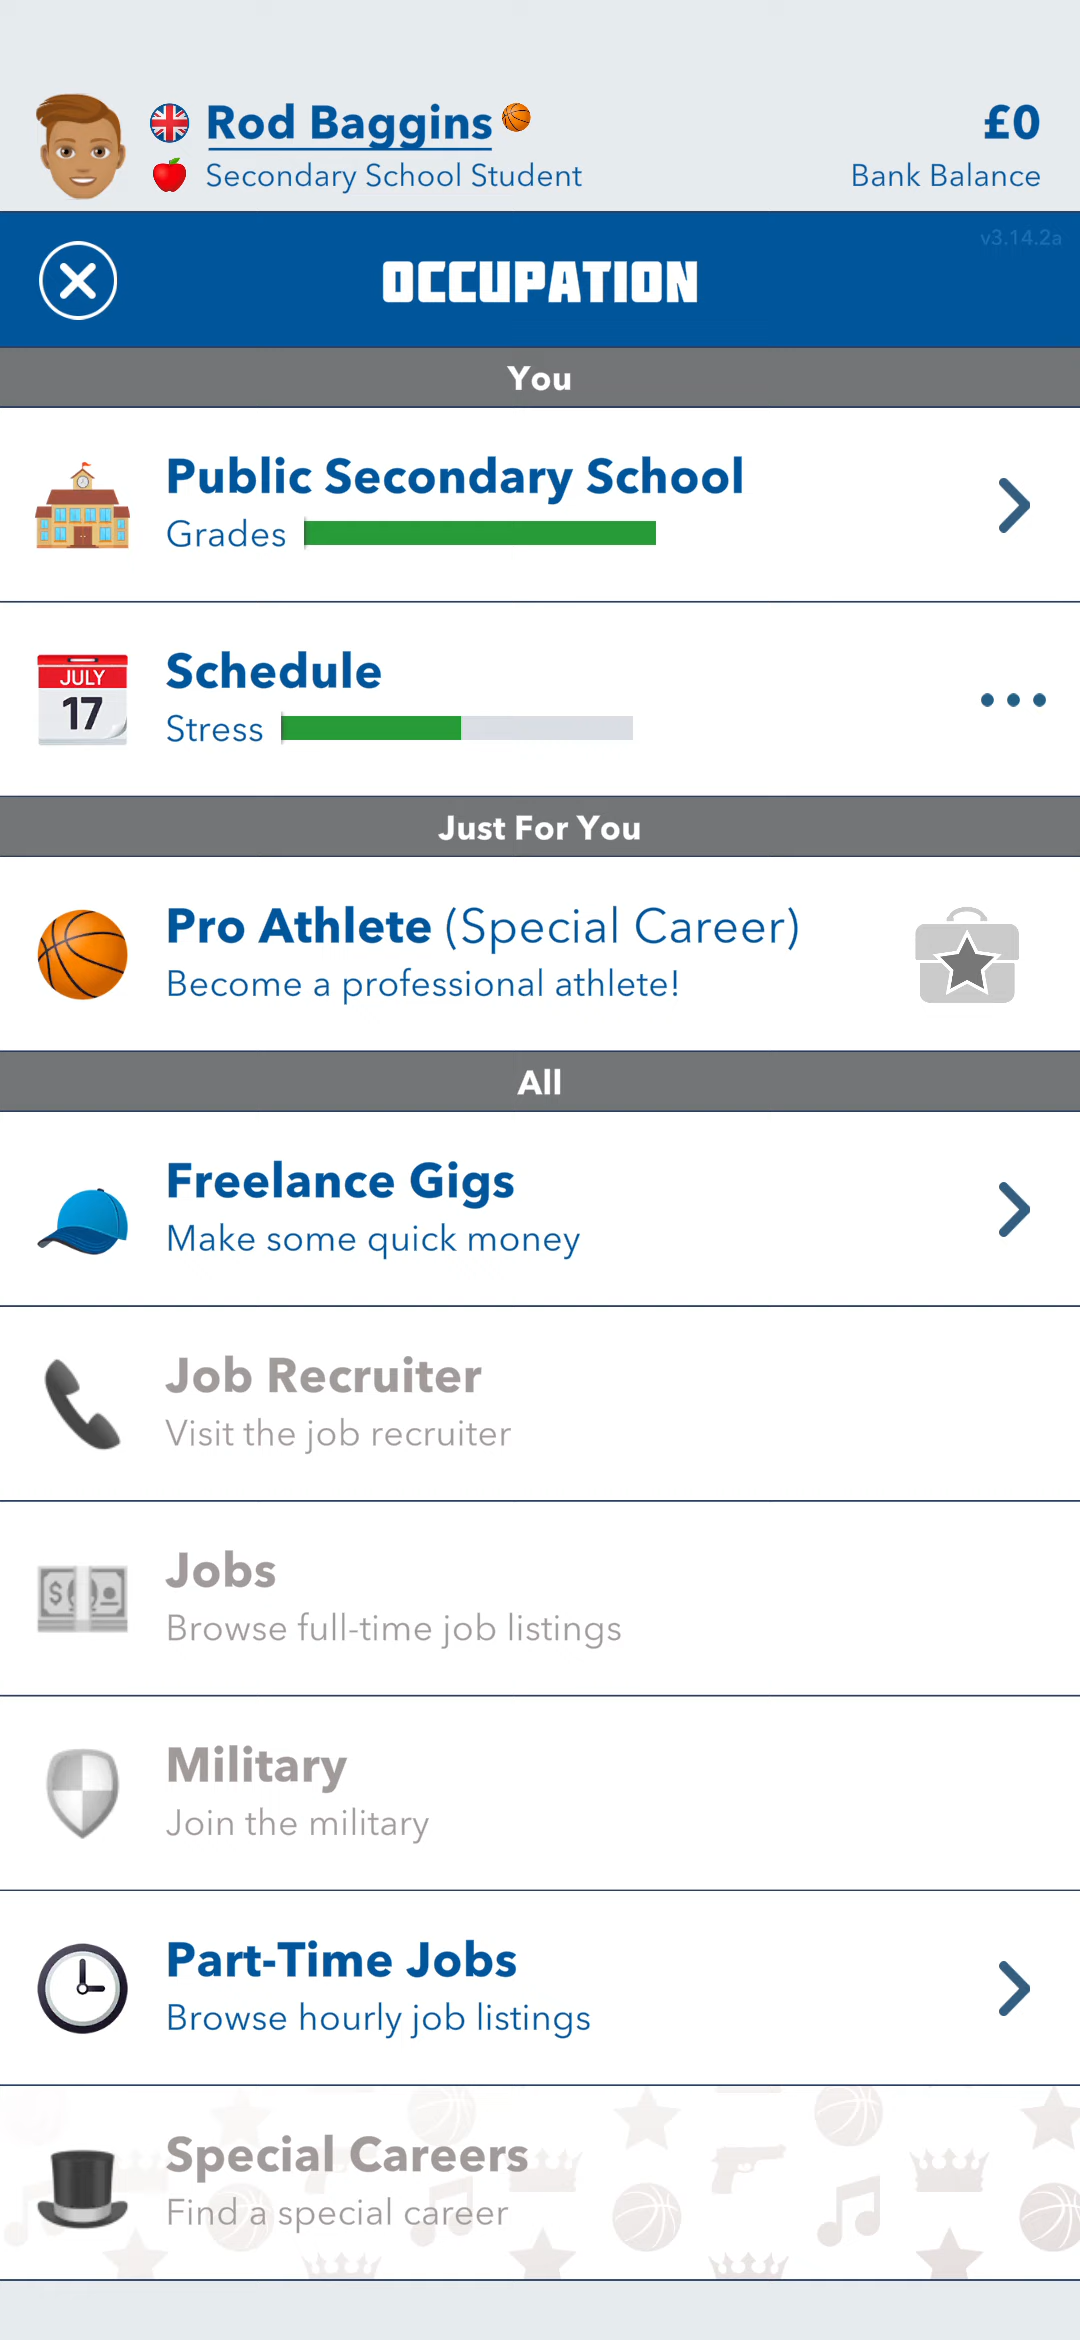 Rod Baggins
£0
Secondary School Student
Bank Balance
v3.14.2a
OCCUPATION
You
Public Secondary School
Grades
JULY
17
Schedule
Stress
Just For You
Pro Athlete (Special Career)
Become a professional athlete!
All
Freelance Gigs
Make some quick money
Job Recruiter
Visit the job recruiter
$
Jobs
Browse full-time job listings
Military
Join the military
Part-Time Jobs
Browse hourly job listings
Special Careers
Find a special career